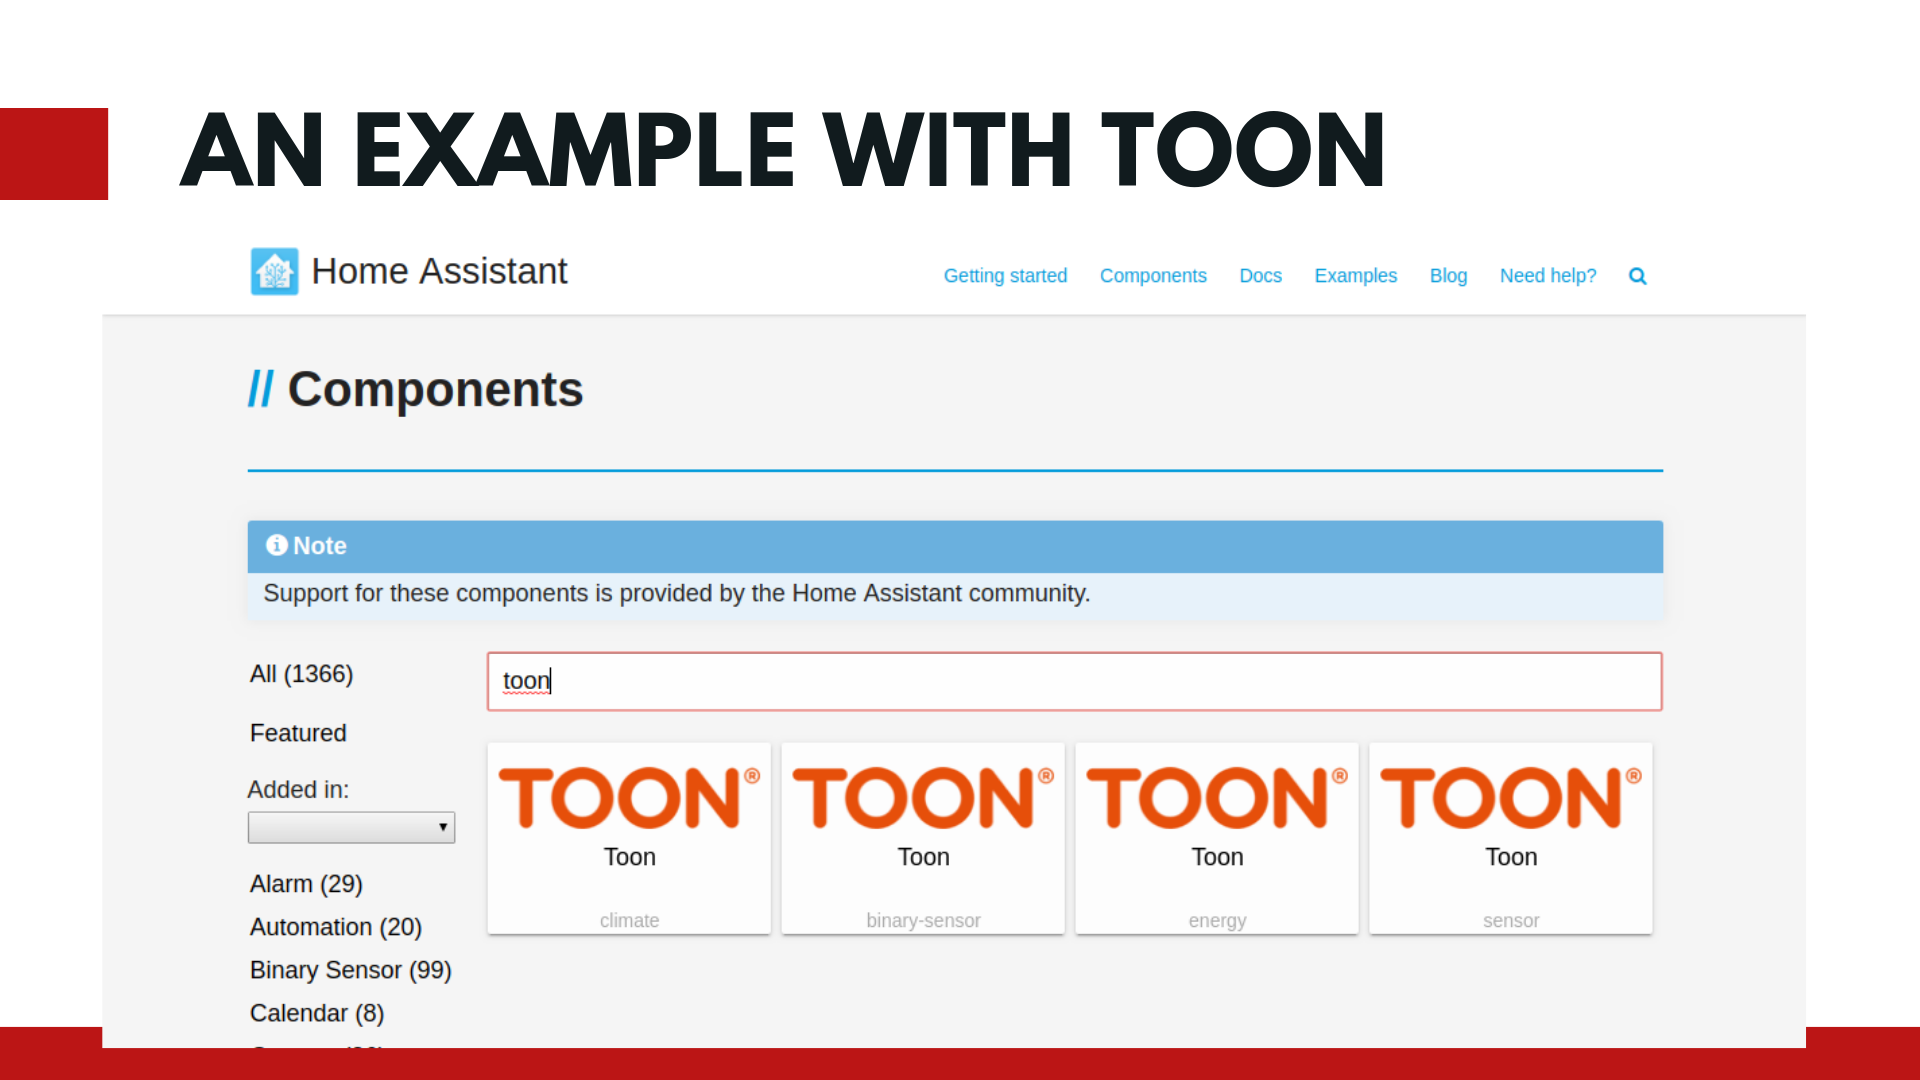 AN EXAMPLE WITH TOON
Home Assistant
Getting started Components Docs Examples Blog Need help?
// Components
Note
Support for these components is provided by the Home Assistant community.
All (1366)
toon
Featured
Added in:
TOON® TOON® TOON® TOON®
Toon Toon Toon Toon
climate binary-sensor energy sensor
Alarm (29)
Automation (20)
Binary Sensor (99)
Calendar (8)